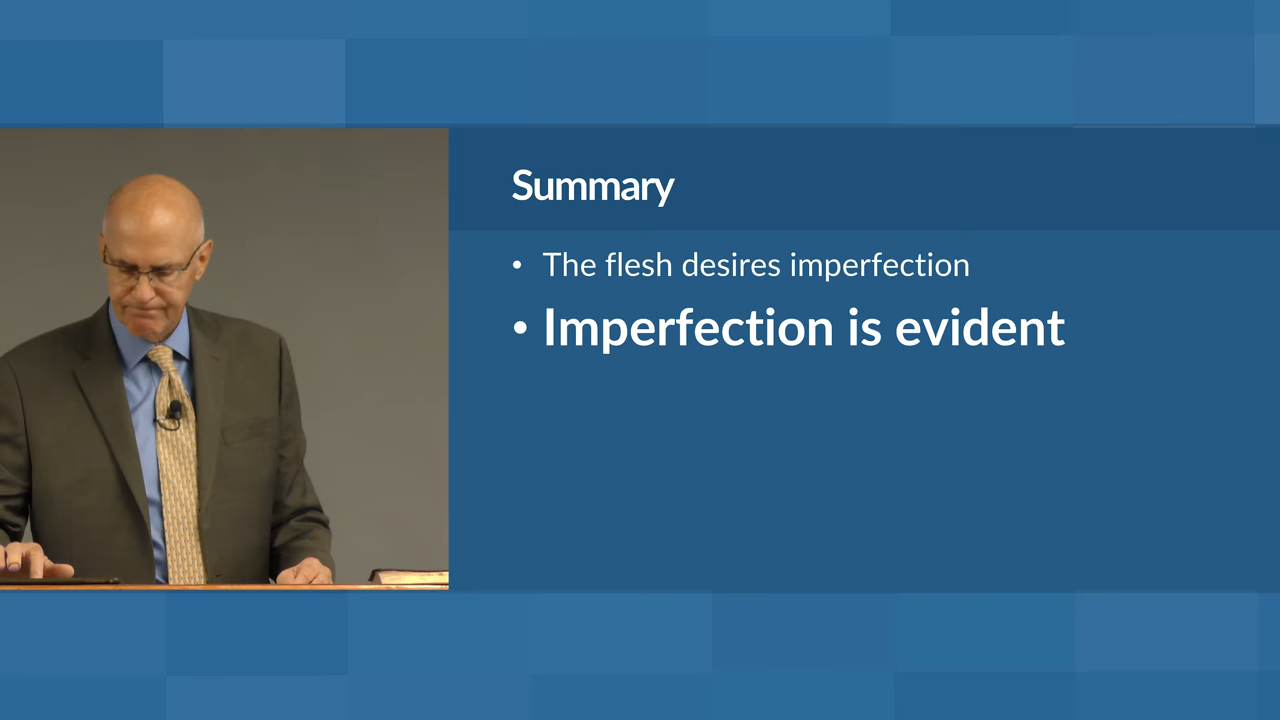 Summary
• The flesh desires imperfection
• Imperfection is evident